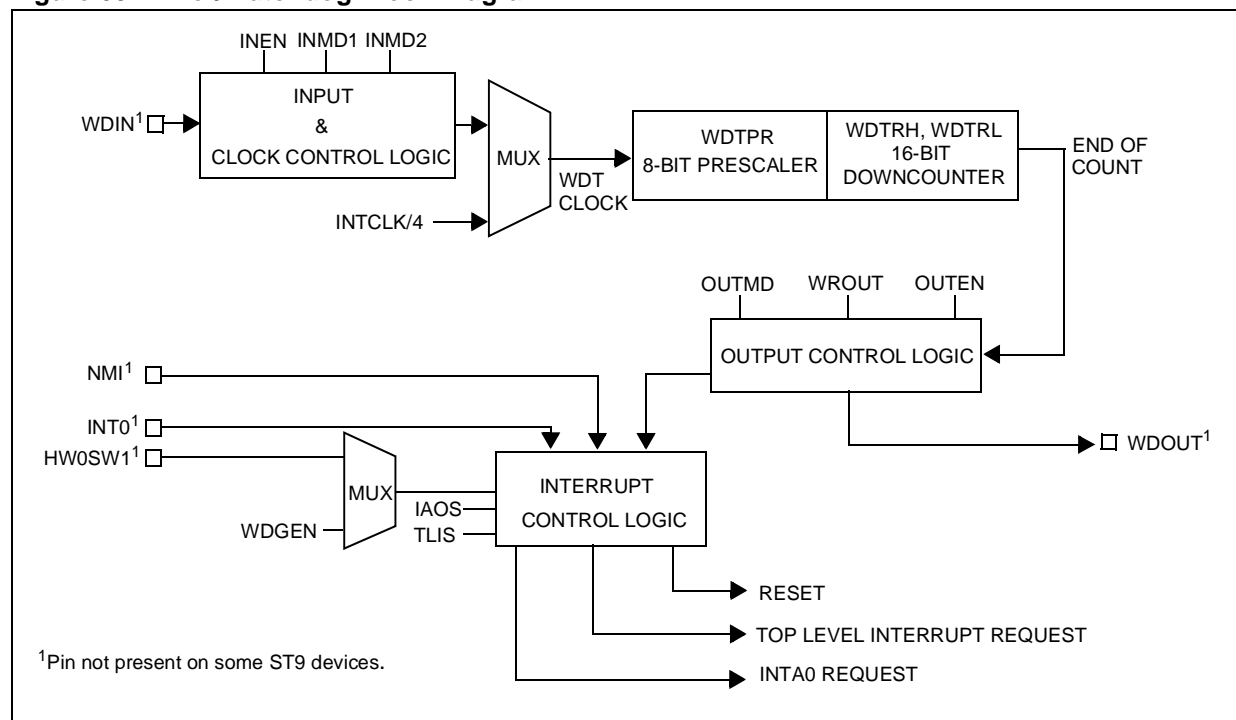 INEN INMD1 INMD2
INPUT
&
CLOCK CONTROL LOGIC
WDIN¹
MUX
WDT
CLOCK
INTCLK/4
WDTPR
8-BIT PRESCALER
WDTRH, WDTRL
16-BIT
DOWNCOUNTER
END OF
COUNT
OUTMD WROUT OUTEN
OUTPUT CONTROL LOGIC
NMI¹
INT0¹
HW0SW1¹
WDOUT¹
MUX
WDGEN
IAOS
TLIS
INTERRUPT
CONTROL LOGIC
RESET
TOP LEVEL INTERRUPT REQUEST
INTA0 REQUEST
¹Pin not present on some ST9 devices.